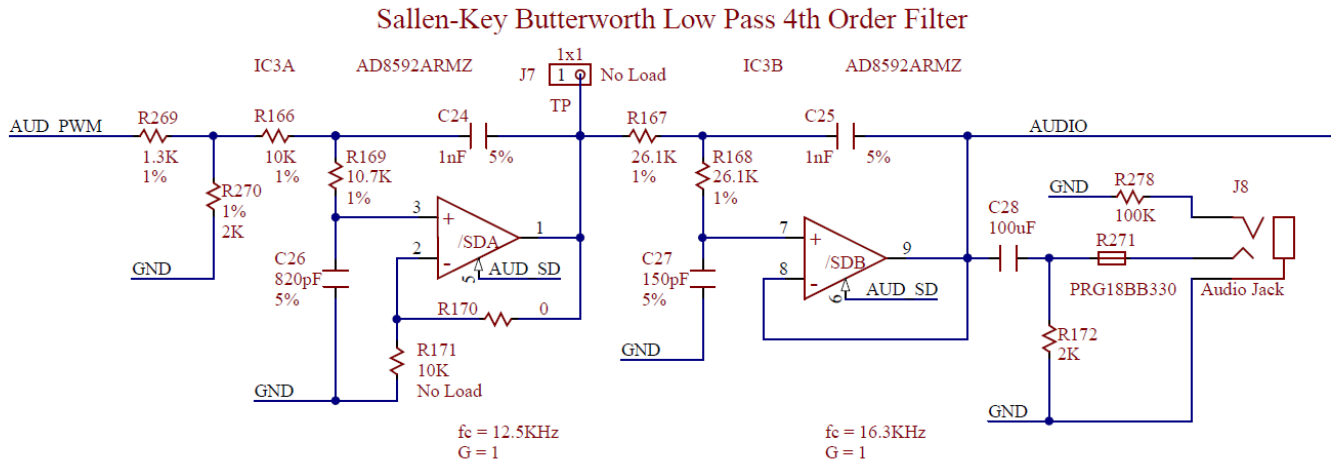 Sallen-Key Butterworth Low Pass 4th Order Filter
IC3A
AD8592ARMZ
1x1
J7
1
No Load
TP
IC3B
AD8592ARMZ
AUD_PWM
R269
1.3K
1%
R166
10K
1%
C24
1nF
5%
R167
26.1K
1%
C25
1nF
5%
AUDIO
R270
1%
2K
GND
R169
10.7K
1%
3
+
2
-
/SDA
1
5
AUD_SD
C26
820pF
5%
R170
0
R171
10K
No Load
GND
R168
26.1K
1%
7
+
8
-
/SDB
9
6
AUD_SD
C27
150pF
5%
GND
GND
R278
100K
J8
C28
100uF
R271
PRG18BB330
Audio Jack
R172
2K
GND
fc = 12.5KHz
G = 1
fc = 16.3KHz
G = 1